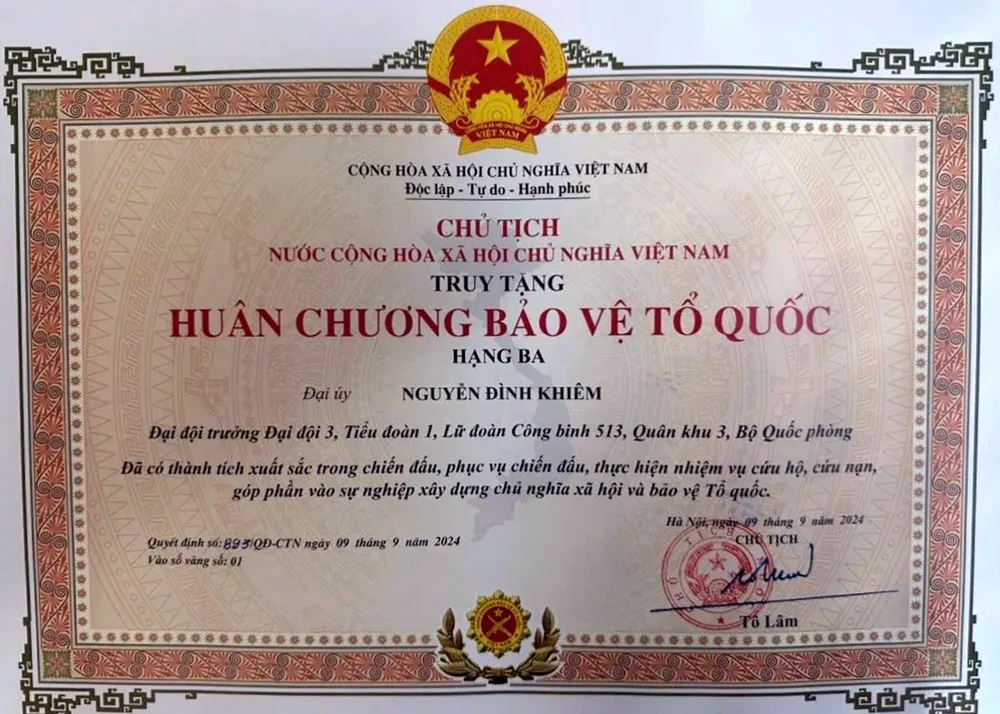 VIỆT NAM
CỘNG HÒA XÃ HỘI CHỦ NGHĨA VIỆT NAM
Độc lập - Tự do - Hạnh phúc
CHỦ TỊCH
NƯỚC CỘNG HÒA XÃ HỘI CHỦ NGHĨA VIỆT NAM
TRUY TẶNG
HUÂN CHƯƠNG BẢO VỆ TỔ QUỐC
HẠNG BA
Đại úy NGUYỄN ĐÌNH KHIÊM
Đại đội trưởng Đại đội 3, Tiểu đoàn 1, Lữ đoàn Công binh 513, Quân khu 3, Bộ Quốc phòng
Đã có thành tích xuất sắc trong chiến đấu, phục vụ chiến đấu, thực hiện nhiệm vụ cứu hộ, cứu nạn,
góp phần vào sự nghiệp xây dựng chủ nghĩa xã hội và bảo vệ Tổ quốc.
Hà Nội, ngày 09 tháng 9 năm 2024
CHỦ TỊCH
Quyết định số: 893/QĐ-CTN ngày 09 tháng 9 năm 2024
Vào sổ vàng số: 01
Tô Lâm